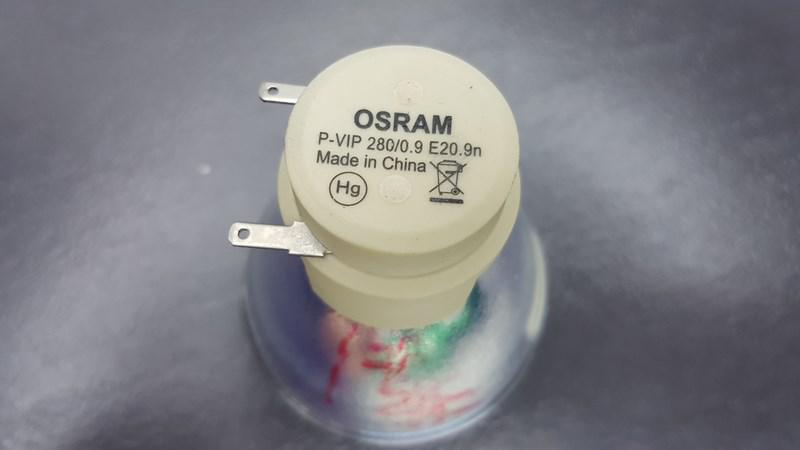 OSRAM
P-VIP 280/0.9 E20.9n
Made in China
Hg